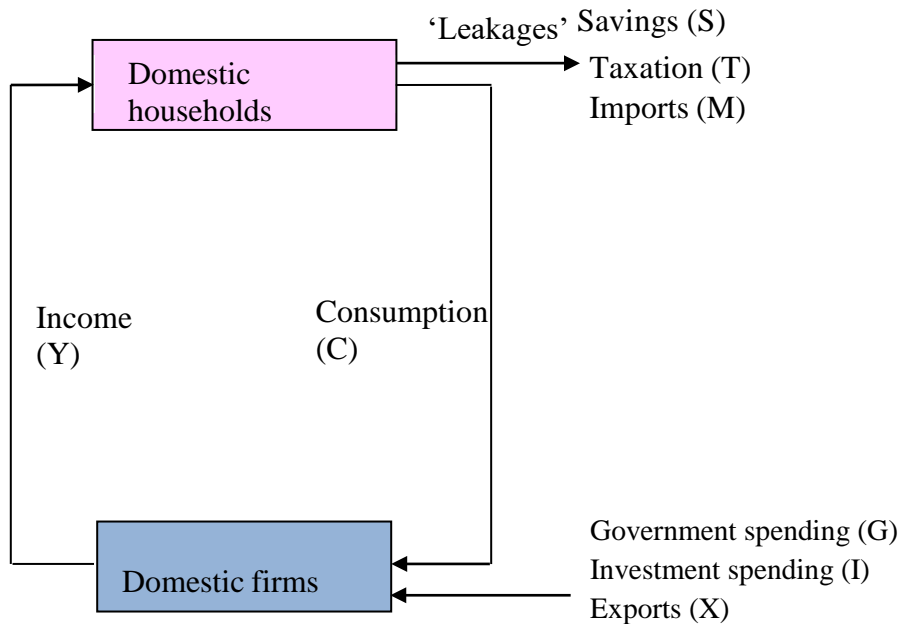 ‘Leakages’ Savings (S)
Domestic
households
Taxation (T)
Imports (M)
Income
(Y)
Consumption
(C)
Domestic firms
Government spending (G)
Investment spending (I)
Exports (X)